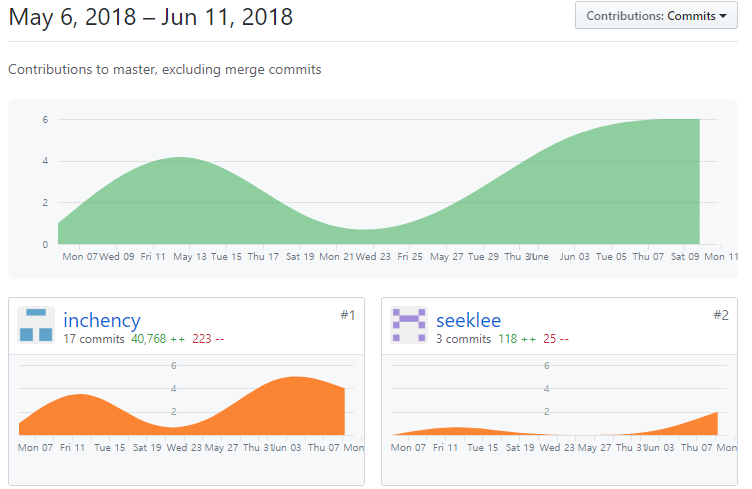 May 6, 2018 – Jun 11, 2018
Contributions: Commits
Contributions to master, excluding merge commits
6
4
2
0
Mon 07 Wed 09 Fri 11 May 13 Tue 15 Thu 17 Sat 19 Mon 21 Wed 23 Fri 25 May 27 Tue 29 Thu 31 June Jun 03 Tue 05 Thu 07 Sat 09 Mon 11
inchency #1
17 commits 40,768 ++ 223 --
6
4
2
Mon 07 Fri 11 Tue 15 Sat 19 Wed 23 May 27 Thu 31 Jun 03 Thu 07 Mon
seeklee #2
3 commits 118 ++ 25 --
6
4
2
Mon 07 Fri 11 Tue 15 Sat 19 Wed 23 May 27 Thu 31 Jun 03 Thu 07 Mon